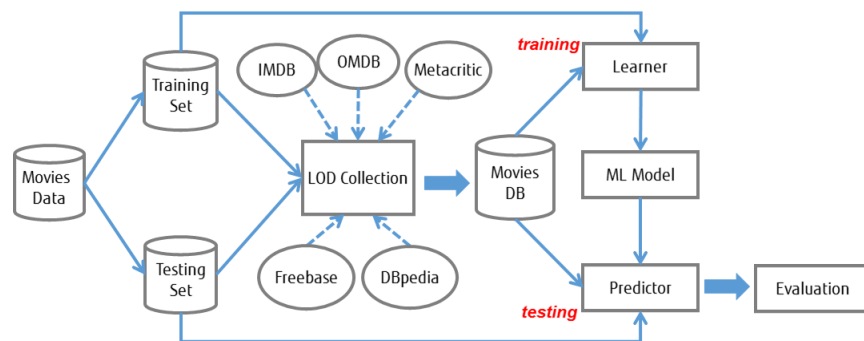 training
IMDB
OMDB
Metacritic
Learner
Training
Set
Movies
Data
LOD Collection
Movies
DB
ML Model
Testing
Set
Freebase
DBpedia
Predictor
Evaluation
testing